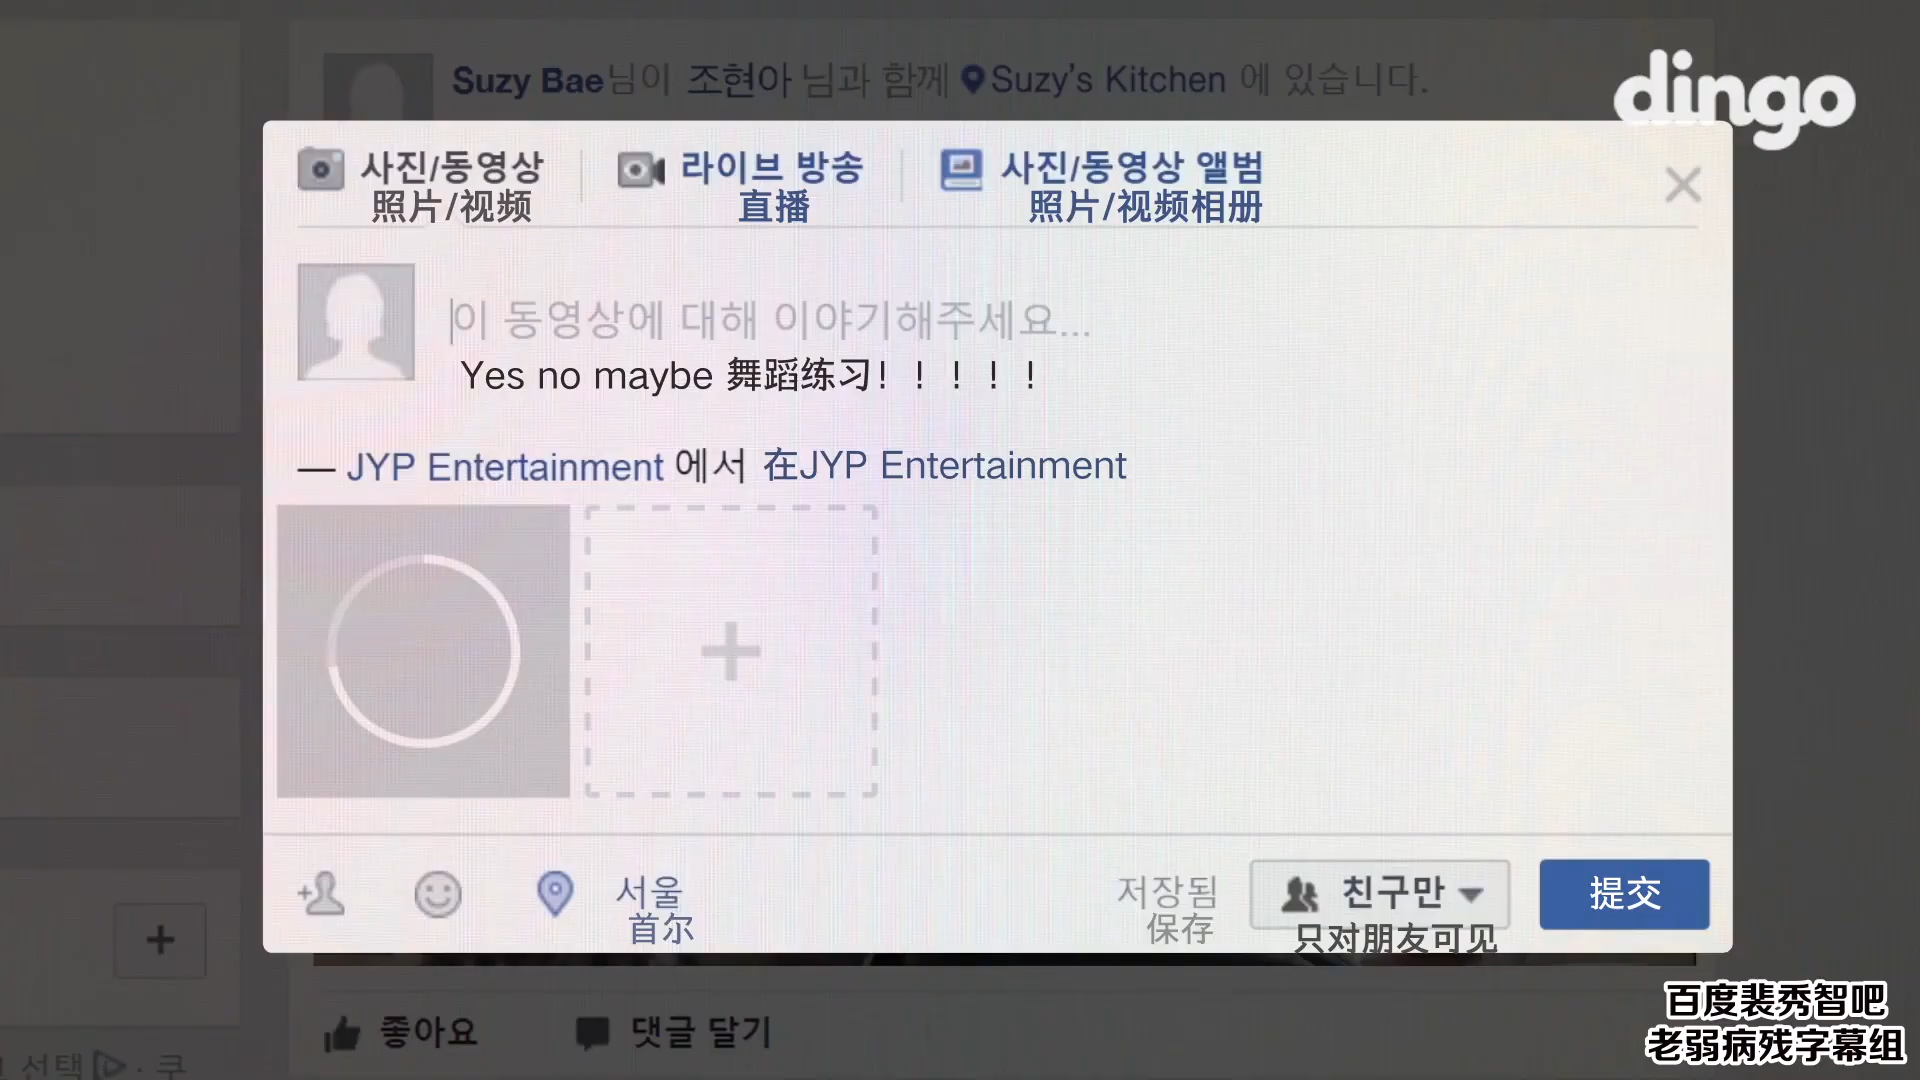 Suzy Bae님이 조현아 님과 함께 Suzy's Kitchen 에 있습니다.
dingo
사진/동영상 라이브 방송 사진/동영상 앨범
照片/视频 直播 照片/视频相册
이 동영상에 대해 이야기해주세요...
Yes no maybe 舞蹈练习！！！！！
— JYP Entertainment 에서 在JYP Entertainment
서울 저장됨 친구만 提交
首尔 保存 只对朋友可见
좋아요 댓글 달기
선택 · 쿠
百度裴秀智吧
老弱病残字幕组